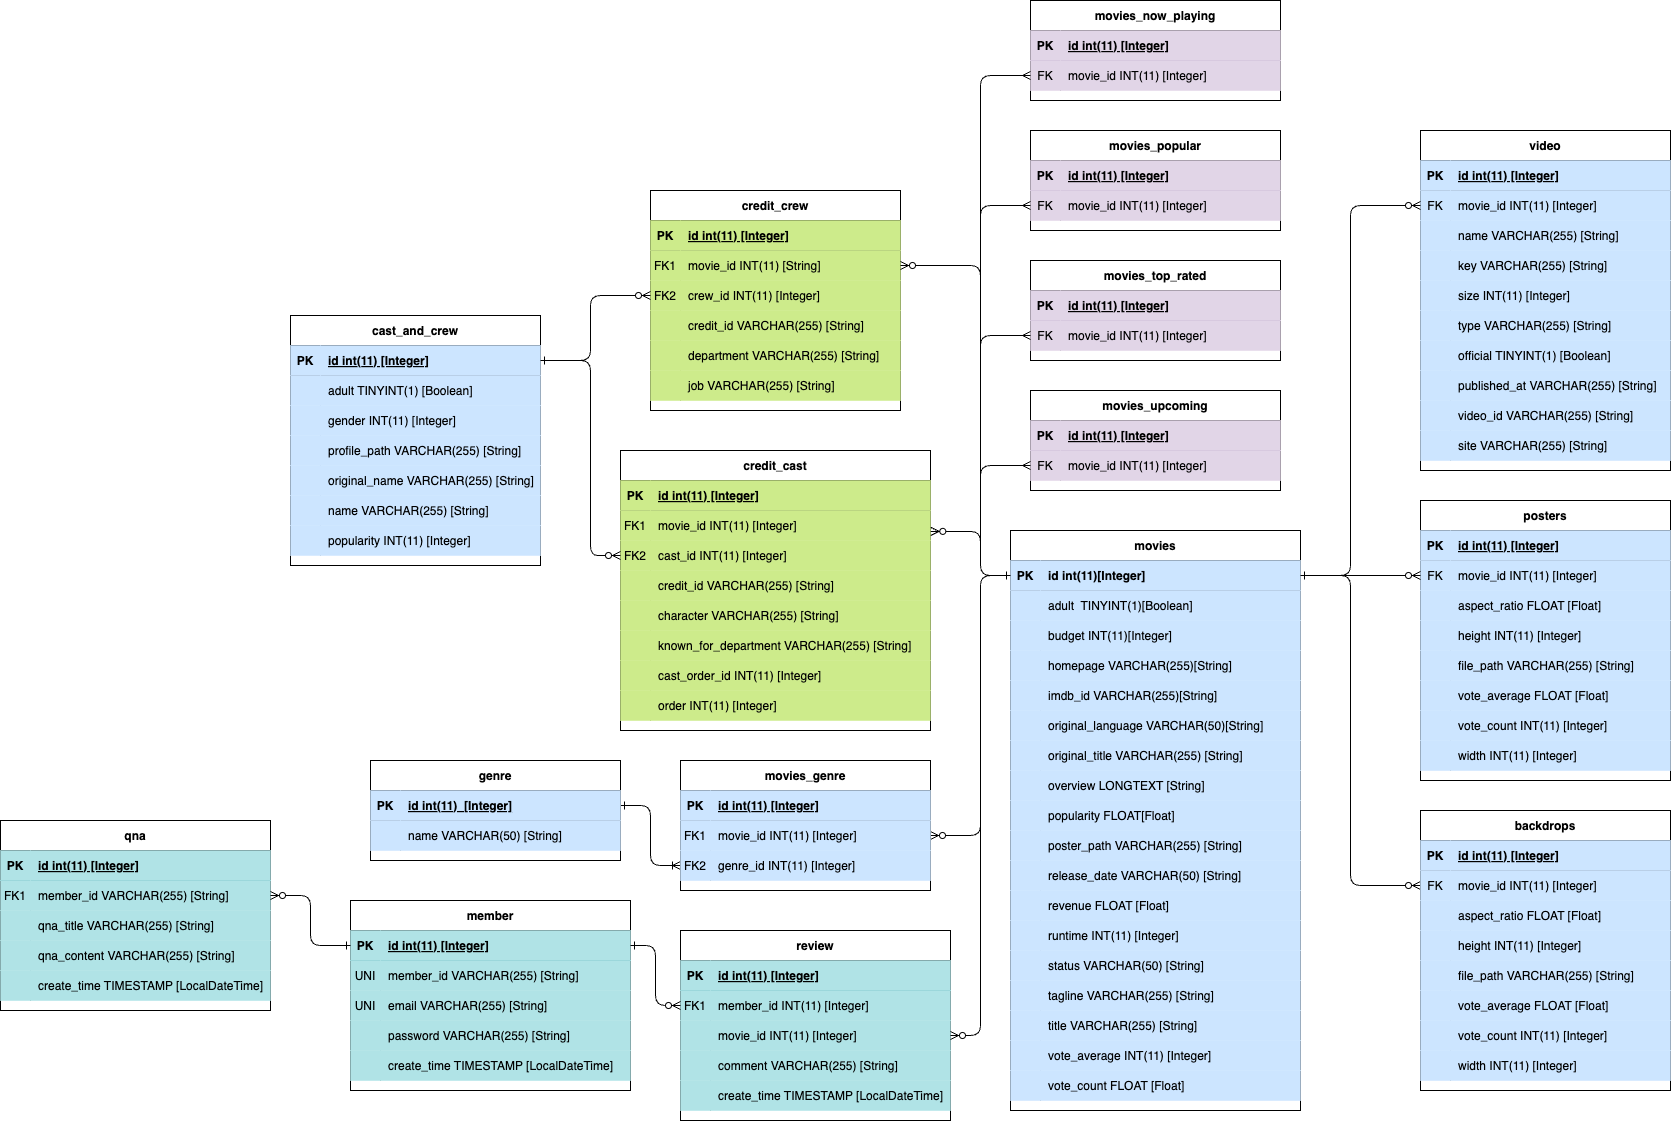 movies_now_playing
PK id int(11) [Integer]
FK movie_id INT(11) [Integer]
movies_popular
PK id int(11) [Integer]
FK movie_id INT(11) [Integer]
movies_top_rated
PK id int(11) [Integer]
FK movie_id INT(11) [Integer]
movies_upcoming
PK id int(11) [Integer]
FK movie_id INT(11) [Integer]
video
PK id int(11) [Integer]
FK movie_id INT(11) [Integer]
name VARCHAR(255) [String]
key VARCHAR(255) [String]
size INT(11) [Integer]
type VARCHAR(255) [String]
official TINYINT(1) [Boolean]
published_at VARCHAR(255) [String]
video_id VARCHAR(255) [String]
site VARCHAR(255) [String]
credit_crew
PK id int(11) [Integer]
FK1 movie_id INT(11) [String]
FK2 crew_id INT(11) [Integer]
credit_id VARCHAR(255) [String]
department VARCHAR(255) [String]
job VARCHAR(255) [String]
cast_and_crew
PK id int(11) [Integer]
adult TINYINT(1) [Boolean]
gender INT(11) [Integer]
profile_path VARCHAR(255) [String]
original_name VARCHAR(255) [String]
name VARCHAR(255) [String]
popularity INT(11) [Integer]
credit_cast
PK id int(11) [Integer]
FK1 movie_id INT(11) [Integer]
FK2 cast_id INT(11) [Integer]
credit_id VARCHAR(255) [String]
character VARCHAR(255) [String]
known_for_department VARCHAR(255) [String]
cast_order_id INT(11) [Integer]
order INT(11) [Integer]
movies
PK id int(11)[Integer]
adult TINYINT(1)[Boolean]
budget INT(11)[Integer]
homepage VARCHAR(255)[String]
imdb_id VARCHAR(255)[String]
original_language VARCHAR(50)[String]
original_title VARCHAR(255) [String]
overview LONGTEXT [String]
popularity FLOAT[Float]
poster_path VARCHAR(255) [String]
release_date VARCHAR(50) [String]
revenue FLOAT [Float]
runtime INT(11) [Integer]
status VARCHAR(50) [String]
tagline VARCHAR(255) [String]
title VARCHAR(255) [String]
vote_average INT(11) [Integer]
vote_count FLOAT [Float]
posters
PK id int(11) [Integer]
FK movie_id INT(11) [Integer]
aspect_ratio FLOAT [Float]
height INT(11) [Integer]
file_path VARCHAR(255) [String]
vote_average FLOAT [Float]
vote_count INT(11) [Integer]
width INT(11) [Integer]
backdrops
PK id int(11) [Integer]
FK movie_id INT(11) [Integer]
aspect_ratio FLOAT [Float]
height INT(11) [Integer]
file_path VARCHAR(255) [String]
vote_average FLOAT [Float]
vote_count INT(11) [Integer]
width INT(11) [Integer]
genre
PK id int(11) [Integer]
name VARCHAR(50) [String]
movies_genre
PK id int(11) [Integer]
FK1 movie_id INT(11) [Integer]
FK2 genre_id INT(11) [Integer]
qna
PK id int(11) [Integer]
FK1 member_id VARCHAR(255) [String]
qna_title VARCHAR(255) [String]
qna_content VARCHAR(255) [String]
create_time TIMESTAMP [LocalDateTime]
member
PK id int(11) [Integer]
UNI member_id VARCHAR(255) [String]
UNI email VARCHAR(255) [String]
password VARCHAR(255) [String]
create_time TIMESTAMP [LocalDateTime]
review
PK id int(11) [Integer]
FK1 member_id INT(11) [Integer]
movie_id INT(11) [Integer]
comment VARCHAR(255) [String]
create_time TIMESTAMP [LocalDateTime]